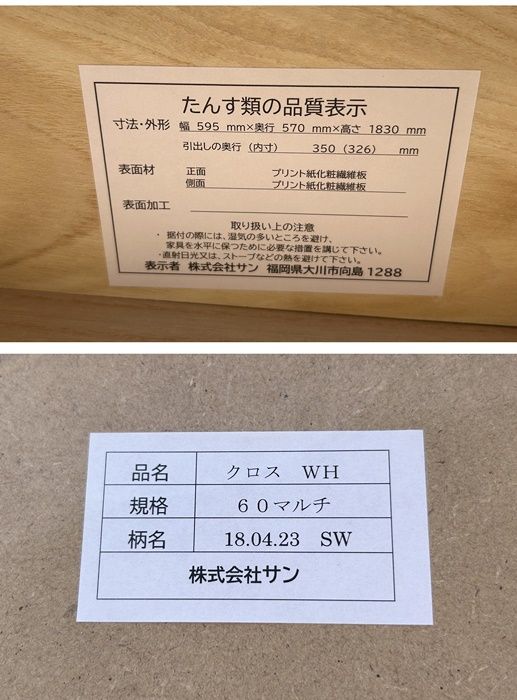 たんす類の品質表示
寸法・外形 幅 595 mm×奥行 570 mm×高さ 1830 mm
引出しの奥行(内寸) 350(326) mm
表面材 正面 プリント紙化粧繊維板
側面 プリント紙化粧繊維板
表面加工
取り扱い上の注意
・ 据付の際には、湿気の多いところを避け、
家具を水平に保つために必要な措置を講じて下さい。
・直射日光又は、ストーブなどの熱を避けて下さい。
表示者 株式会社サン 福岡県大川市向島1288
品名 クロス WH
規格 60マルチ
柄名 18.04.23 SW
株式会社サン